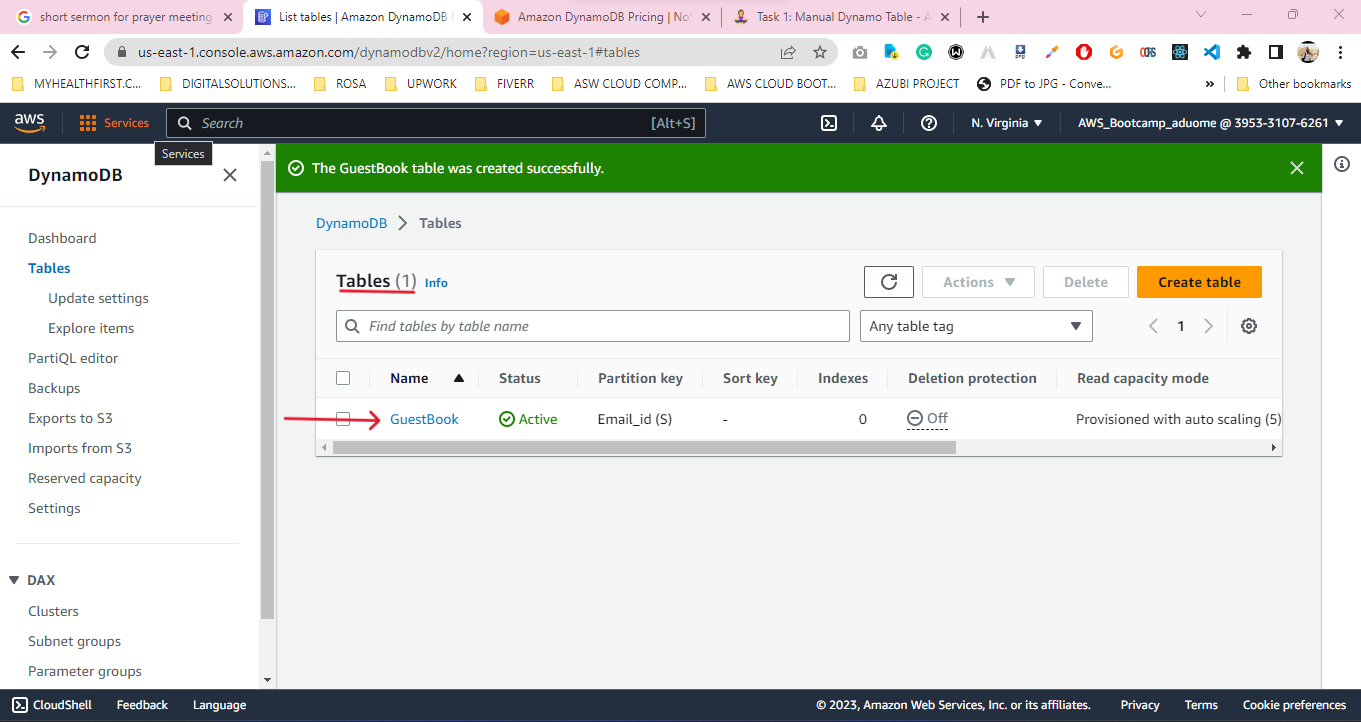 short sermon for prayer meeting
List tables | Amazon DynamoDB
Amazon DynamoDB Pricing | NoS
Task 1: Manual Dynamo Table - A
us-east-1.console.aws.amazon.com/dynamodbv2/home?region=us-east-1#tables
MYHEALTHFIRST.C...
DIGITALSOLUTIONS...
ROSA
UPWORK
FIVERR
ASW CLOUD COMP...
AWS CLOUD BOOT...
AZUBI PROJECT
PDF to JPG - Conve...
»
Other bookmarks
aws
Services
Search
[Alt+S]
N. Virginia
AWS_Bootcamp_aduome @ 3953-3107-6261
Services
DynamoDB
The GuestBook table was created successfully.
Dashboard
Tables
Update settings
Explore items
PartiQL editor
Backups
Exports to S3
Imports from S3
Reserved capacity
Settings
DAX
Clusters
Subnet groups
Parameter groups
DynamoDB
Tables
Tables (1) Info
Actions
Delete
Create table
Find tables by table name
Any table tag
1
Name
Status
Partition key
Sort key
Indexes
Deletion protection
Read capacity mode
GuestBook
Active
Email_id (S)
-
0
Off
Provisioned with auto scaling (5)
CloudShell
Feedback
Language
© 2023, Amazon Web Services, Inc. or its affiliates.
Privacy
Terms
Cookie preferences